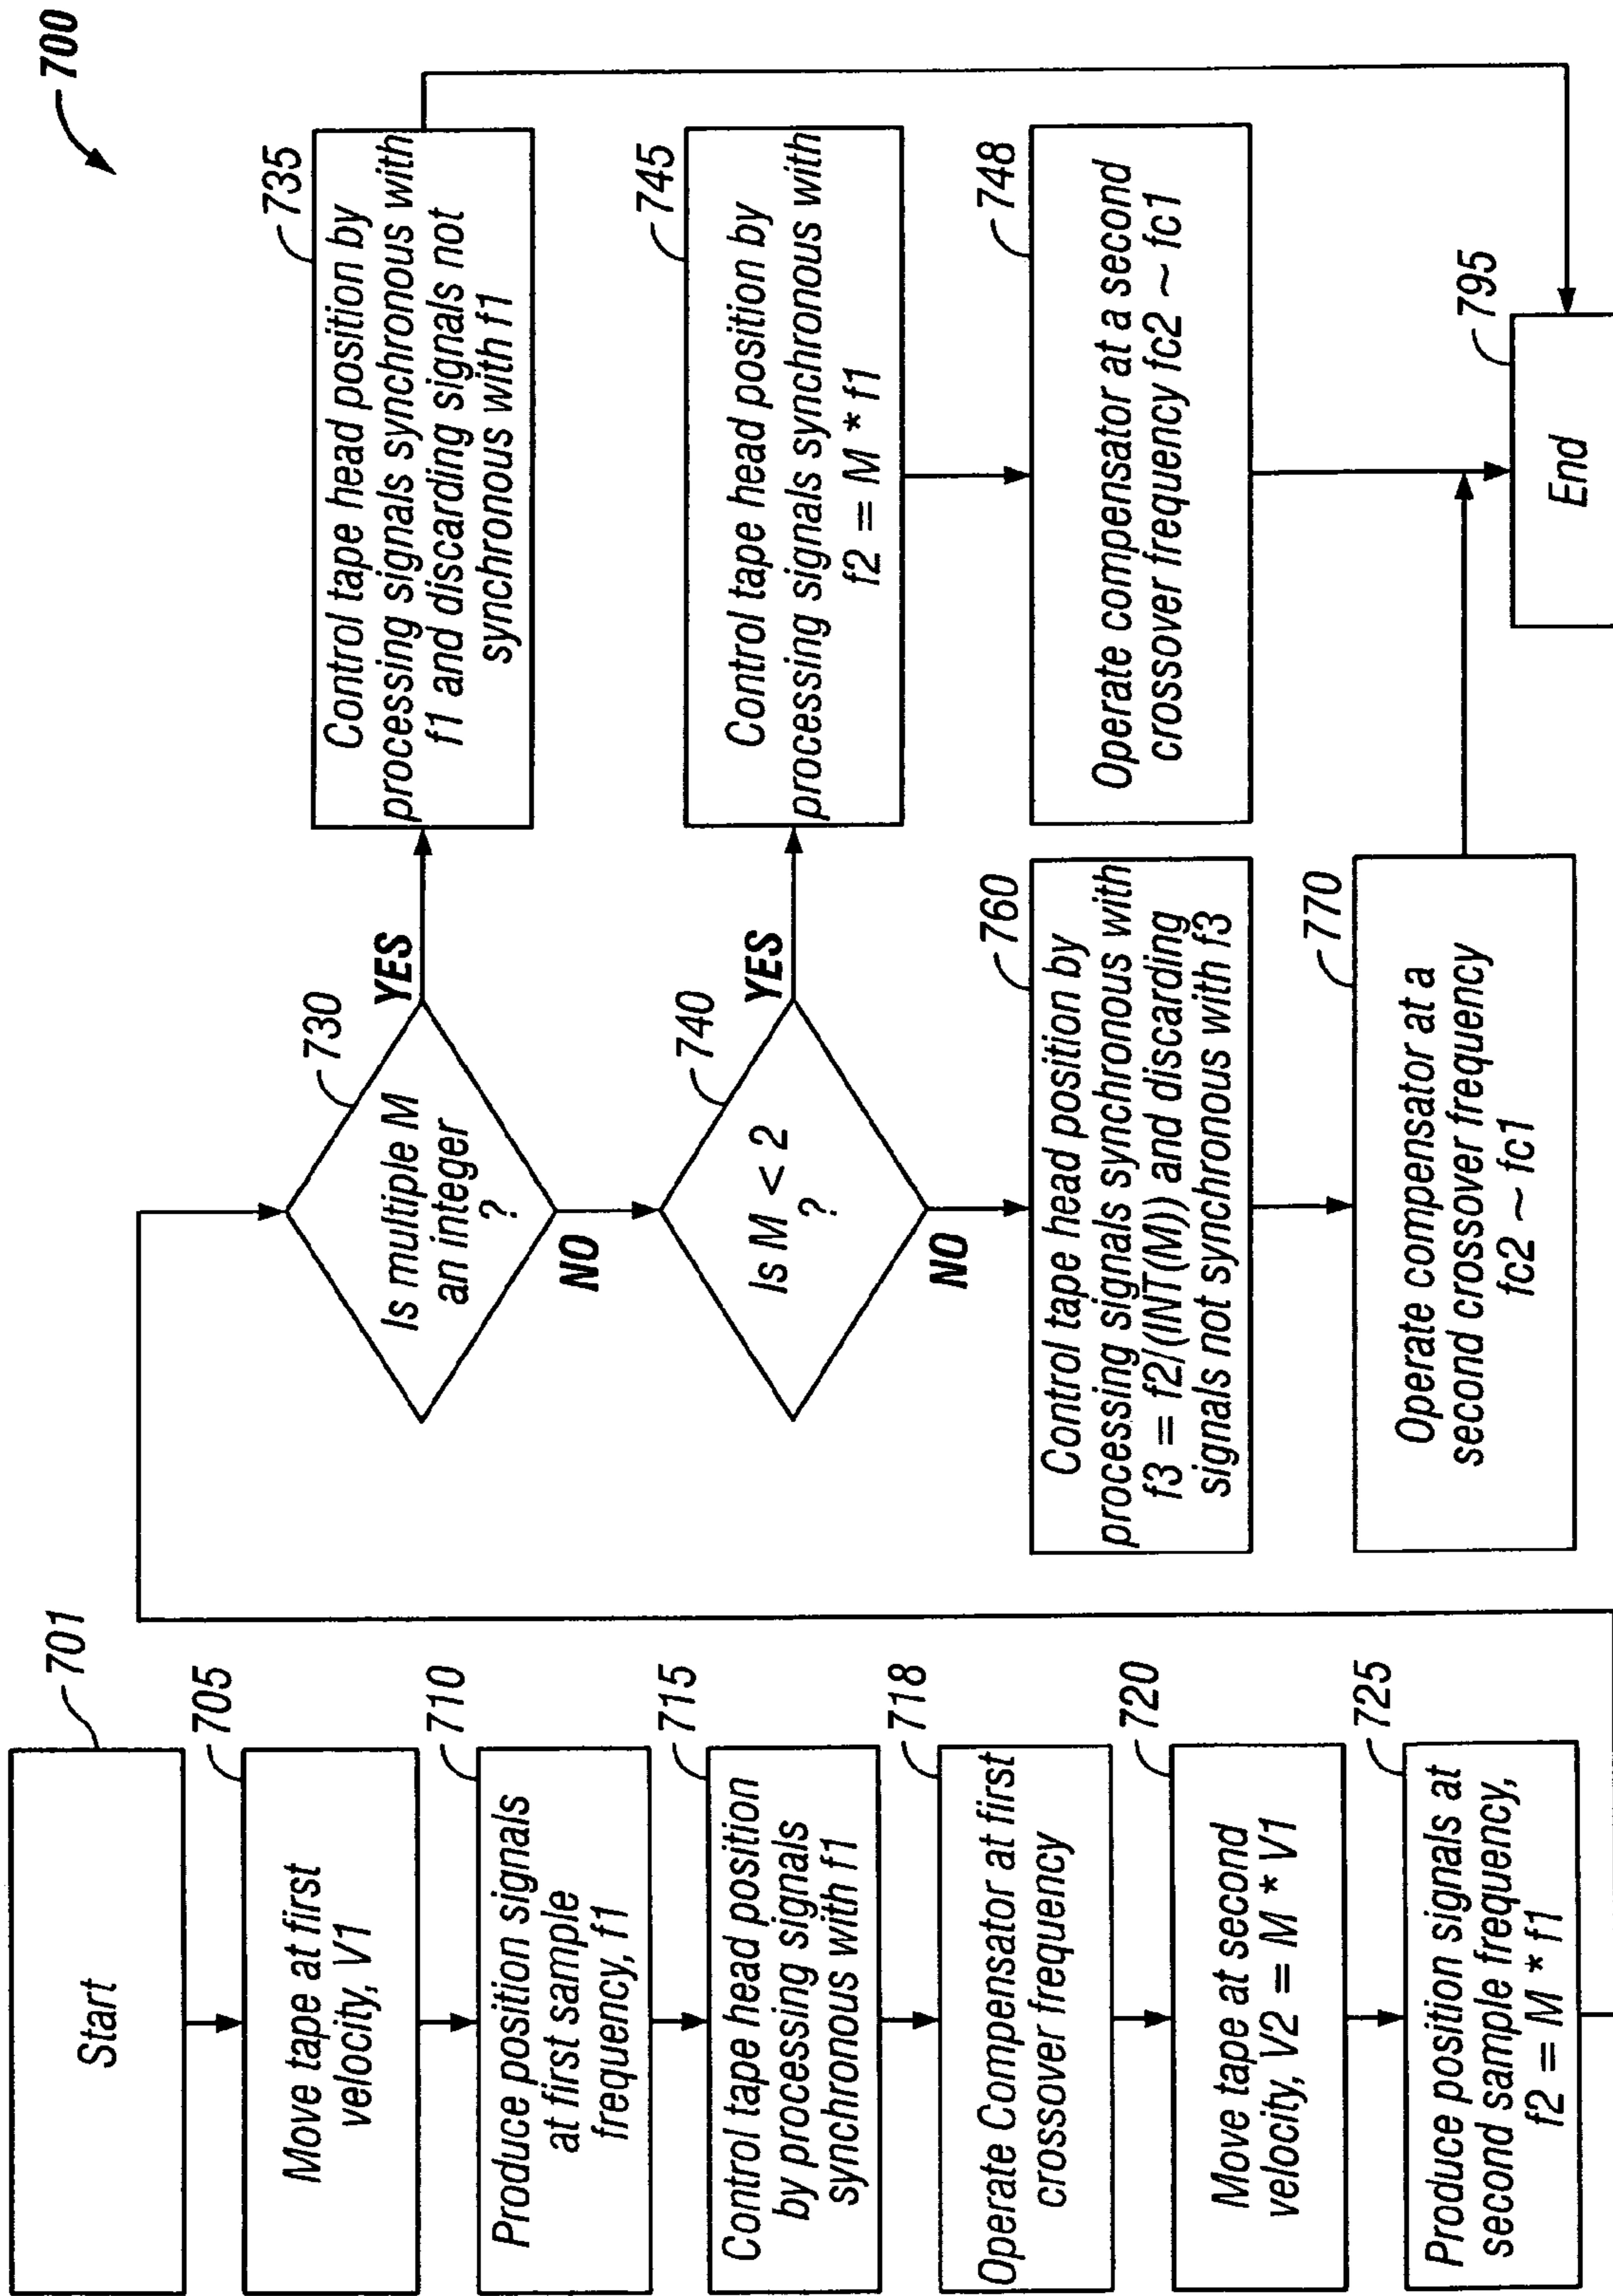 700
701
Start
705
Move tape at first
velocity, V1
710
Produce position signals
at first sample
frequency, f1
715
Control tape head position
by processing signals
synchronous with f1
718
Operate Compensator at first
crossover frequency
720
Move tape at second
velocity, V2 = M * V1
725
Produce position signals at
second sample frequency,
f2 = M * f1
730
Is multiple M
an integer
?
YES
NO
735
Control tape head position by
processing signals synchronous with
f1 and discarding signals not
synchronous with f1
740
Is M < 2
?
YES
NO
745
Control tape head position by
processing signals synchronous with
f2 = M * f1
748
Operate compensator at a second
crossover frequency fc2 ~ fc1
760
Control tape head position by
processing signals synchronous with
f3 = f2/(INT(M)) and discarding
signals not synchronous with f3
770
Operate compensator at a
second crossover frequency
fc2 ~ fc1
795
End